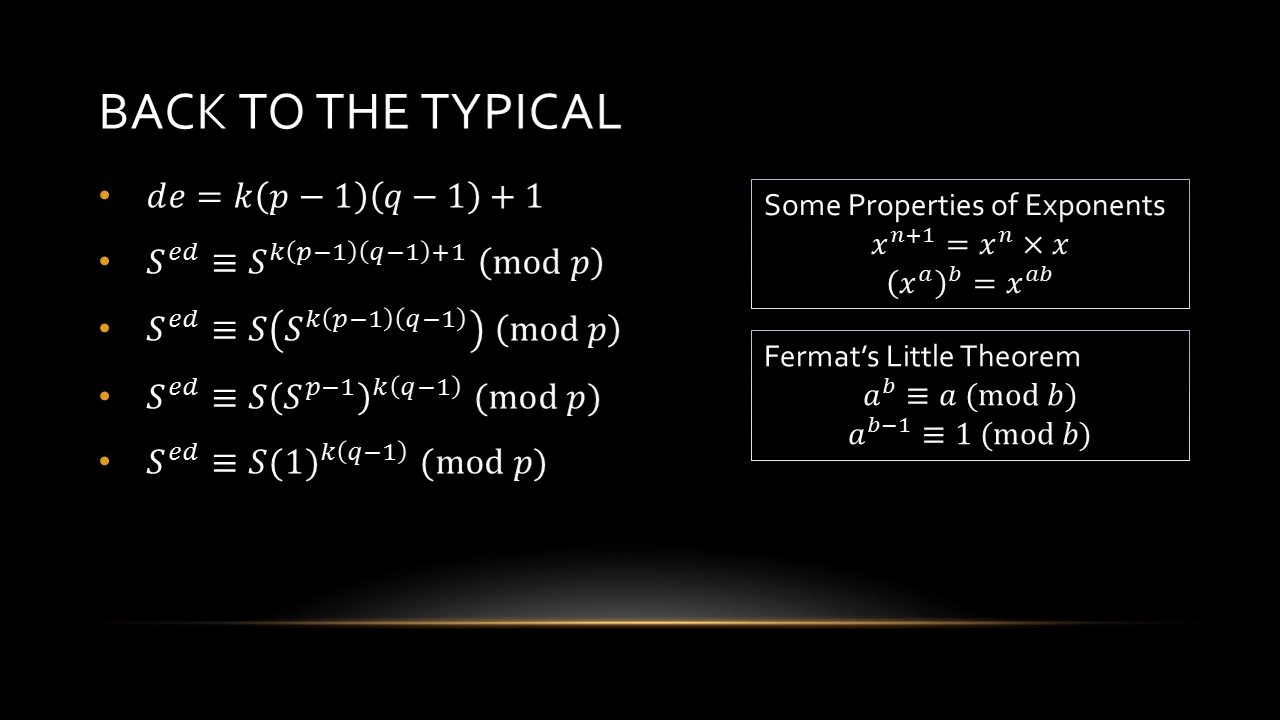 BACK TO THE TYPICAL
• 𝑑𝑒 = 𝑘(𝑝 − 1)(𝑞 − 1) + 1
• 𝑆^{𝑒𝑑} ≡ 𝑆^{𝑘(𝑝−1)(𝑞−1)+1} (mod 𝑝)
• 𝑆^{𝑒𝑑} ≡ 𝑆(𝑆^{𝑘(𝑝−1)(𝑞−1)}) (mod 𝑝)
• 𝑆^{𝑒𝑑} ≡ 𝑆(𝑆^{𝑝−1})^{𝑘(𝑞−1)} (mod 𝑝)
• 𝑆^{𝑒𝑑} ≡ 𝑆(1)^{𝑘(𝑞−1)} (mod 𝑝)
Some Properties of Exponents
𝑥^{𝑛+1} = 𝑥^{𝑛} × 𝑥
(𝑥^{𝑎})^{𝑏} = 𝑥^{𝑎𝑏}
Fermat’s Little Theorem
𝑎^{𝑏} ≡ 𝑎 (mod 𝑏)
𝑎^{𝑏−1} ≡ 1 (mod 𝑏)